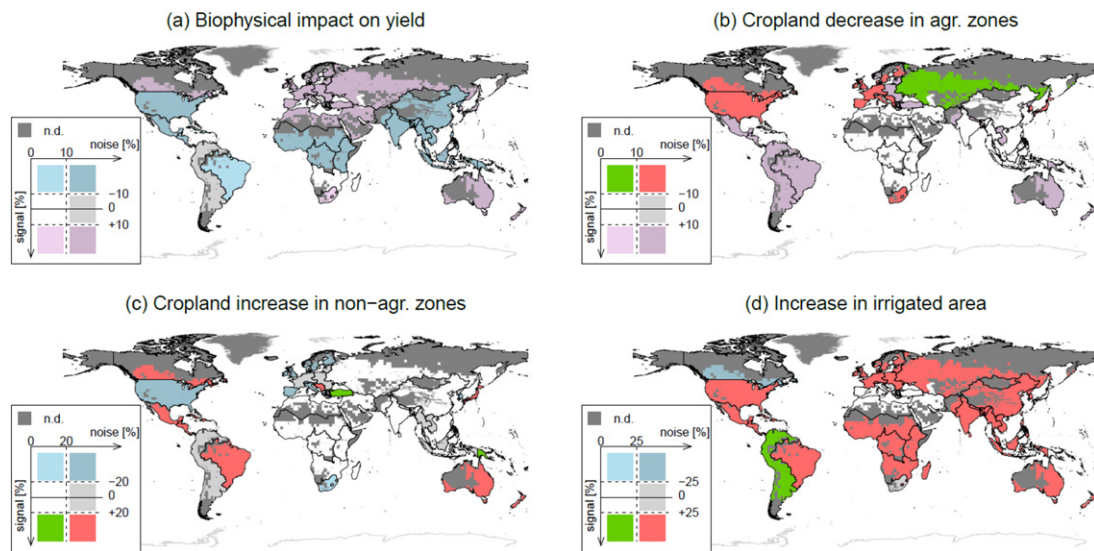 (a) Biophysical impact on yield
n.d.
0 10 noise [%]
−10
0
+10
signal [%]
(b) Cropland decrease in agr. zones
n.d.
0 10 noise [%]
−10
0
+10
signal [%]
(c) Cropland increase in non−agr. zones
n.d.
0 20 noise [%]
−20
0
+20
signal [%]
(d) Increase in irrigated area
n.d.
0 25 noise [%]
−25
0
+25
signal [%]